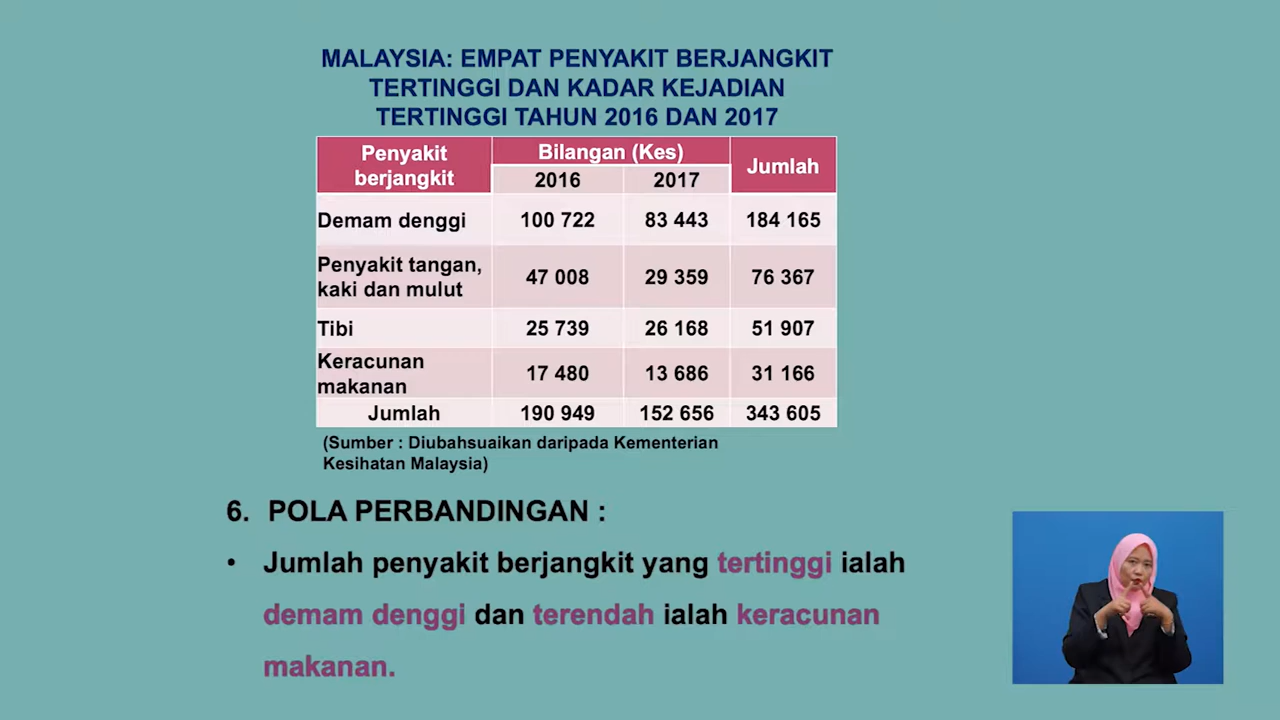 MALAYSIA: EMPAT PENYAKIT BERJANGKIT
TERTINGGI DAN KADAR KEJADIAN
TERTINGGI TAHUN 2016 DAN 2017
Penyakit berjangkit Bilangan (Kes) Jumlah
2016 2017
Demam denggi 100 722 83 443 184 165
Penyakit tangan,
kaki dan mulut 47 008 29 359 76 367
Tibi 25 739 26 168 51 907
Keracunan
makanan 17 480 13 686 31 166
Jumlah 190 949 152 656 343 605
(Sumber : Diubahsuaikan daripada Kementerian
Kesihatan Malaysia)
6. POLA PERBANDINGAN :
• Jumlah penyakit berjangkit yang tertinggi ialah
demam denggi dan terendah ialah keracunan
makanan.